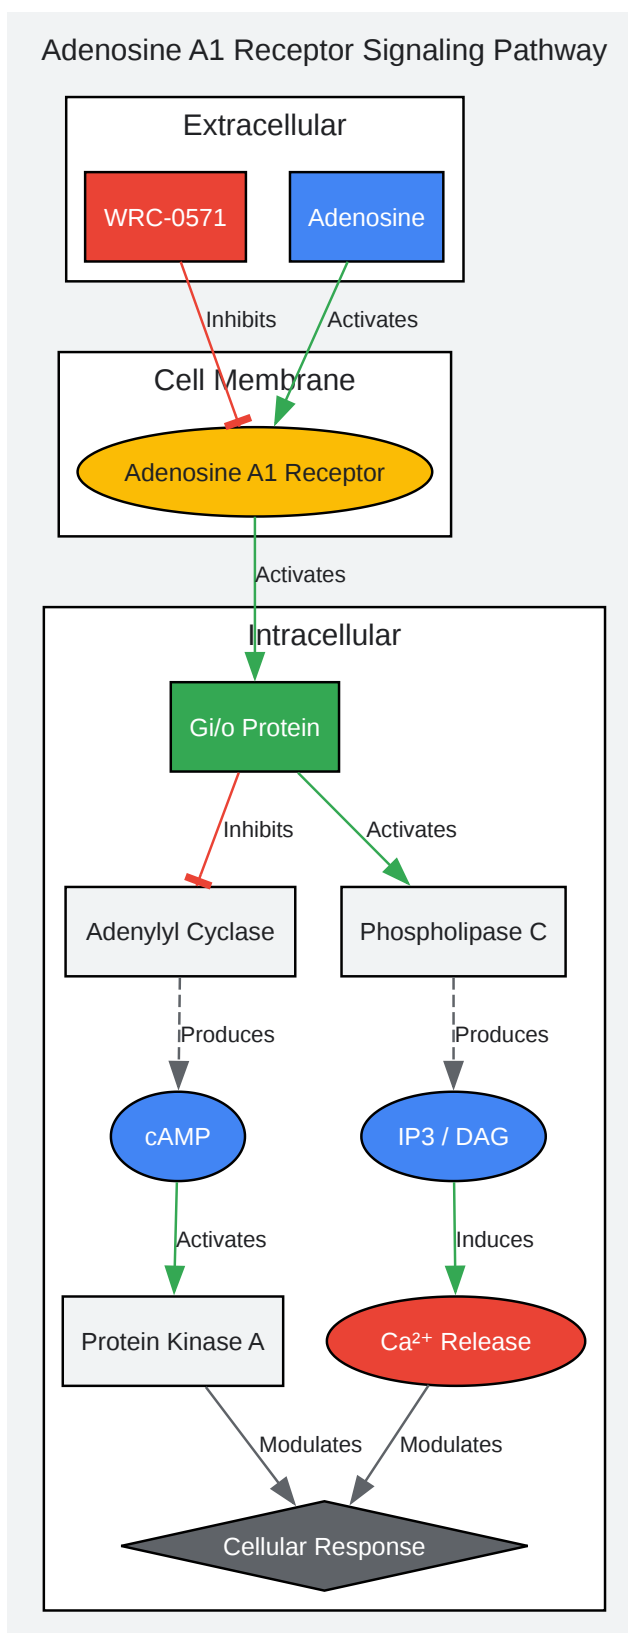 Adenosine A1 Receptor Signaling Pathway
Extracellular
WRC-0571
Adenosine
Inhibits
Activates
Cell Membrane
Adenosine A1 Receptor
Activates
Intracellular
Gi/o Protein
Inhibits
Activates
Adenylyl Cyclase
Phospholipase C
Produces
Produces
cAMP
IP3 / DAG
Activates
Induces
Protein Kinase A
Ca²⁺ Release
Modulates
Modulates
Cellular Response